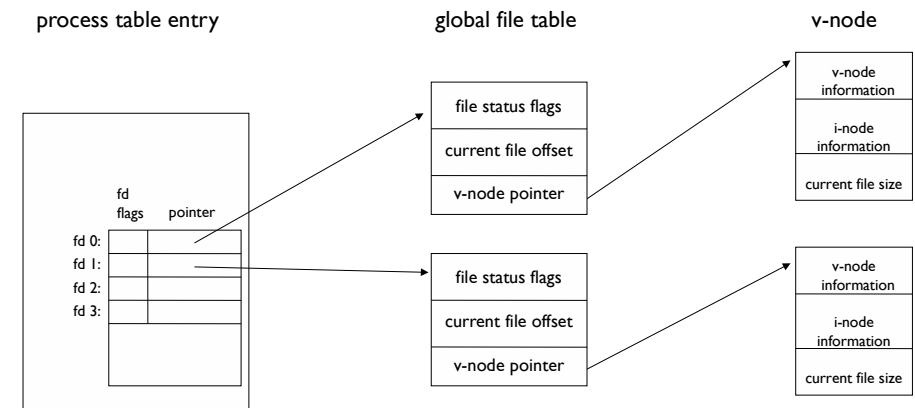 process table entry
global file table
v-node
file status flags
current file offset
v-node pointer
v-node
information
i-node
information
current file size
fd
flags
pointer
fd 0:
fd 1:
fd 2:
fd 3:
file status flags
current file offset
v-node pointer
v-node
information
i-node
information
current file size